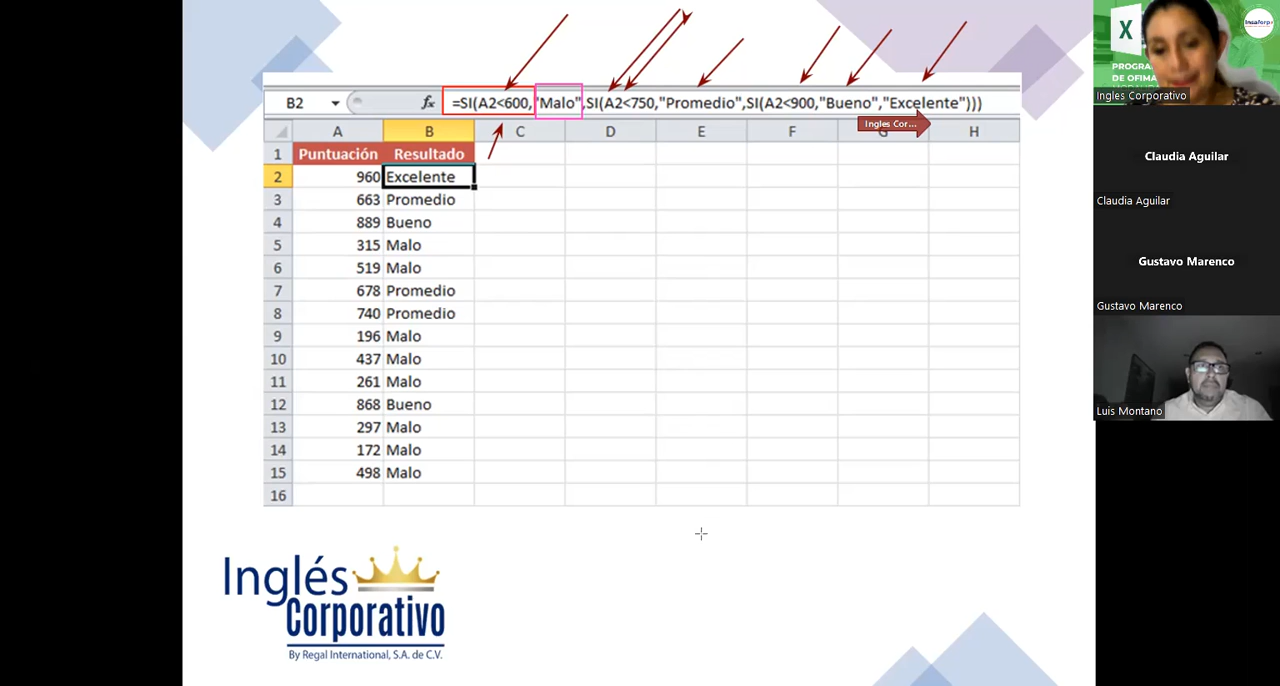 B2 fx =SI(A2<600,"Malo",SI(A2<750,"Promedio",SI(A2<900,"Bueno","Excelente")))
Ingles Cor...
A B C D E F G H
1 Puntuación Resultado
2 960 Excelente
3 663 Promedio
4 889 Bueno
5 315 Malo
6 519 Malo
7 678 Promedio
8 740 Promedio
9 196 Malo
10 437 Malo
11 261 Malo
12 868 Bueno
13 297 Malo
14 172 Malo
15 498 Malo
16
Inglés
Corporativo
By Regal International, S.A. de C.V.
X
Insaforp
PROGRA
DE OFIMA
Ingles Corporativo
Claudia Aguilar
Claudia Aguilar
Gustavo Marenco
Gustavo Marenco
Luis Montano